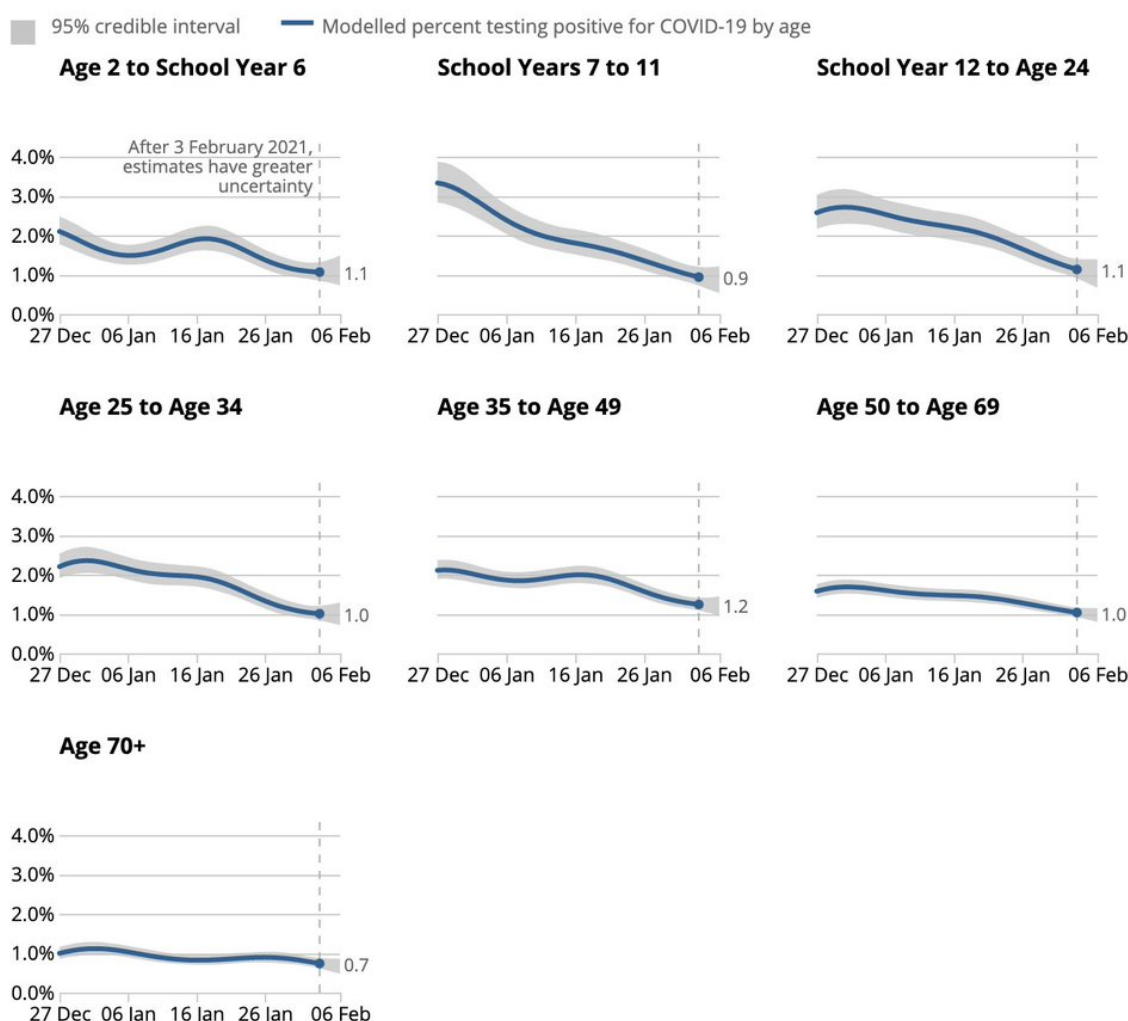 95% credible interval
Modelled percent testing positive for COVID-19 by age
Age 2 to School Year 6
School Years 7 to 11
School Year 12 to Age 24
After 3 February 2021,
estimates have greater
uncertainty
4.0%
3.0%
2.0%
1.0%
0.0%
1.1
0.9
1.1
27 Dec 06 Jan 16 Jan 26 Jan 06 Feb
27 Dec 06 Jan 16 Jan 26 Jan 06 Feb
27 Dec 06 Jan 16 Jan 26 Jan 06 Feb
Age 25 to Age 34
Age 35 to Age 49
Age 50 to Age 69
4.0%
3.0%
2.0%
1.0%
0.0%
1.0
1.2
1.0
27 Dec 06 Jan 16 Jan 26 Jan 06 Feb
27 Dec 06 Jan 16 Jan 26 Jan 06 Feb
27 Dec 06 Jan 16 Jan 26 Jan 06 Feb
Age 70+
4.0%
3.0%
2.0%
1.0%
0.0%
0.7
27 Dec 06 Jan 16 Jan 26 Jan 06 Feb